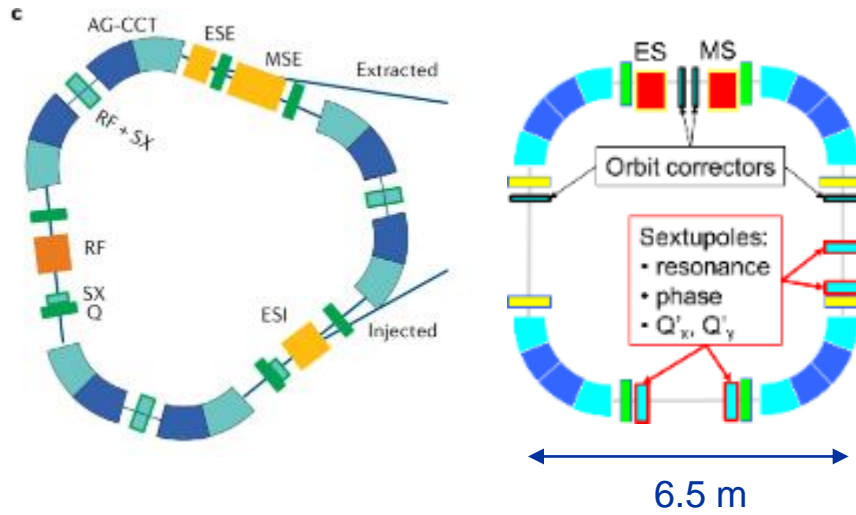 c
AG-CCT
ESE
MSE
Extracted
RF + SX
RF
SX
Q
ESI
Injected
ES MS
Orbit correctors
Sextupoles:
• resonance
• phase
• Q'x, Q'y
6.5 m